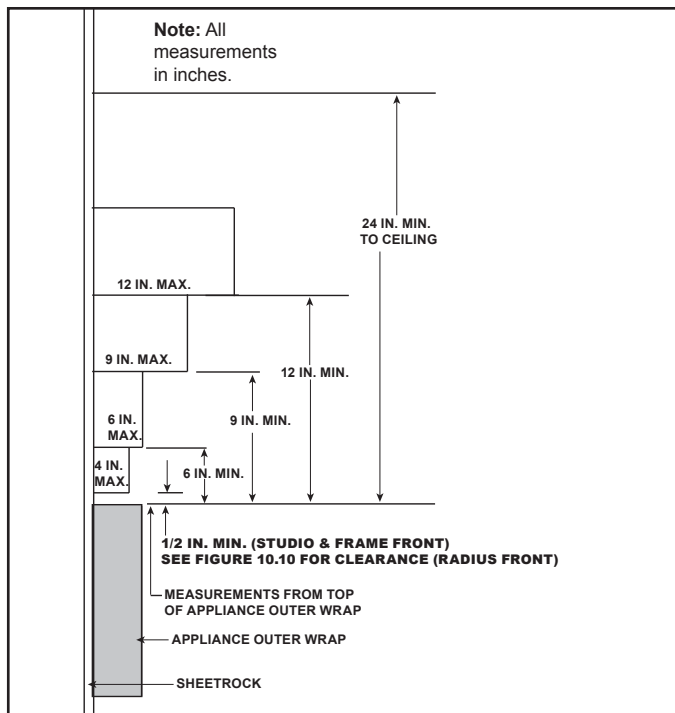 Note: All
measurements
in inches.
24 IN. MIN.
TO CEILING
12 IN. MAX.
9 IN. MAX.
12 IN. MIN.
6 IN.
MAX.
9 IN. MIN.
4 IN.
MAX.
6 IN. MIN.
1/2 IN. MIN. (STUDIO & FRAME FRONT)
SEE FIGURE 10.10 FOR CLEARANCE (RADIUS FRONT)
MEASUREMENTS FROM TOP
OF APPLIANCE OUTER WRAP
APPLIANCE OUTER WRAP
SHEETROCK